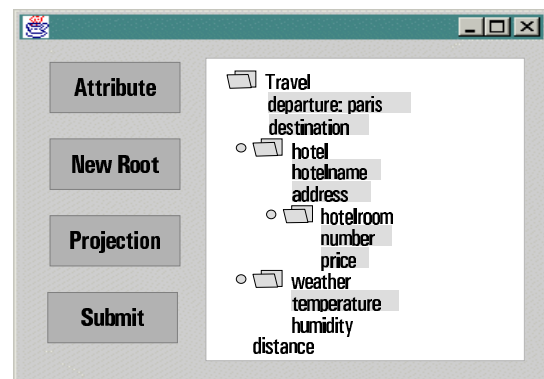 Attribute
New Root
Projection
Submit
Travel
departure: paris
destination
hotel
hotelname
address
hotelroom
number
price
weather
temperature
humidity
distance